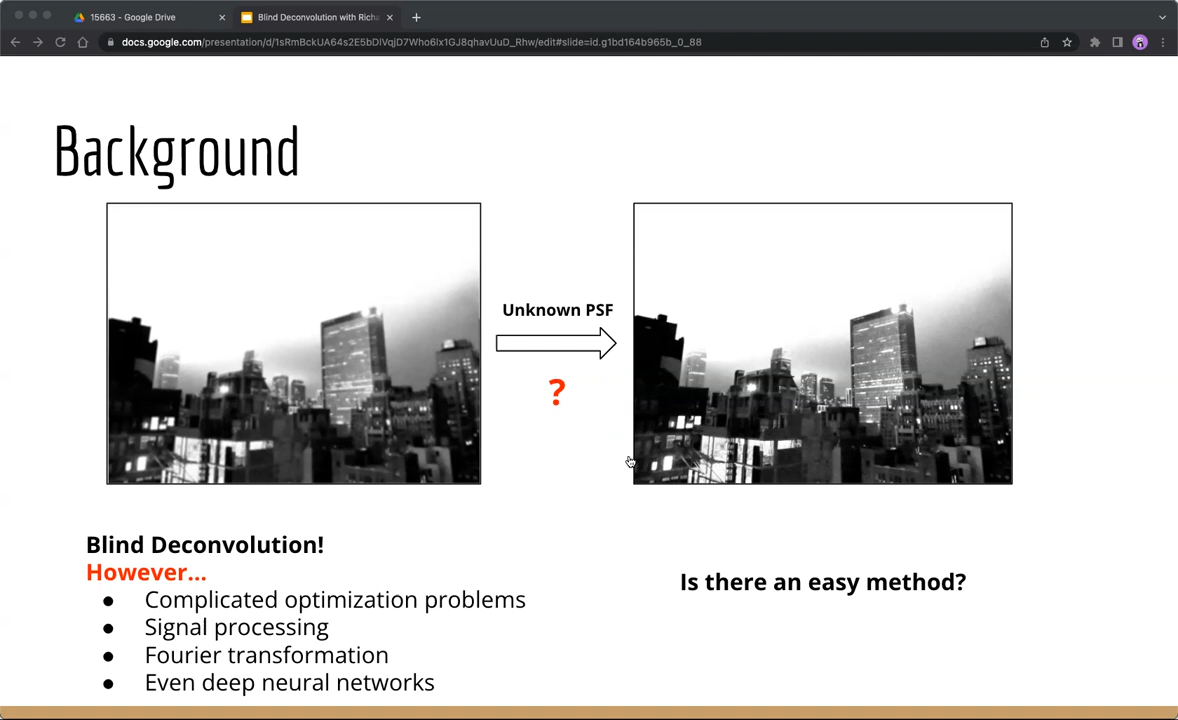 15663 - Google Drive
Blind Deconvolution with Richa
docs.google.com/presentation/d/1sRmBckUA64s2E5bDlVqjD7Who6lx1GJ8qhavUuD_Rhw/edit#slide=id.g1bd164b965b_0_88
Background
Unknown PSF
?
Blind Deconvolution!
However...
● Complicated optimization problems
● Signal processing
● Fourier transformation
● Even deep neural networks
Is there an easy method?